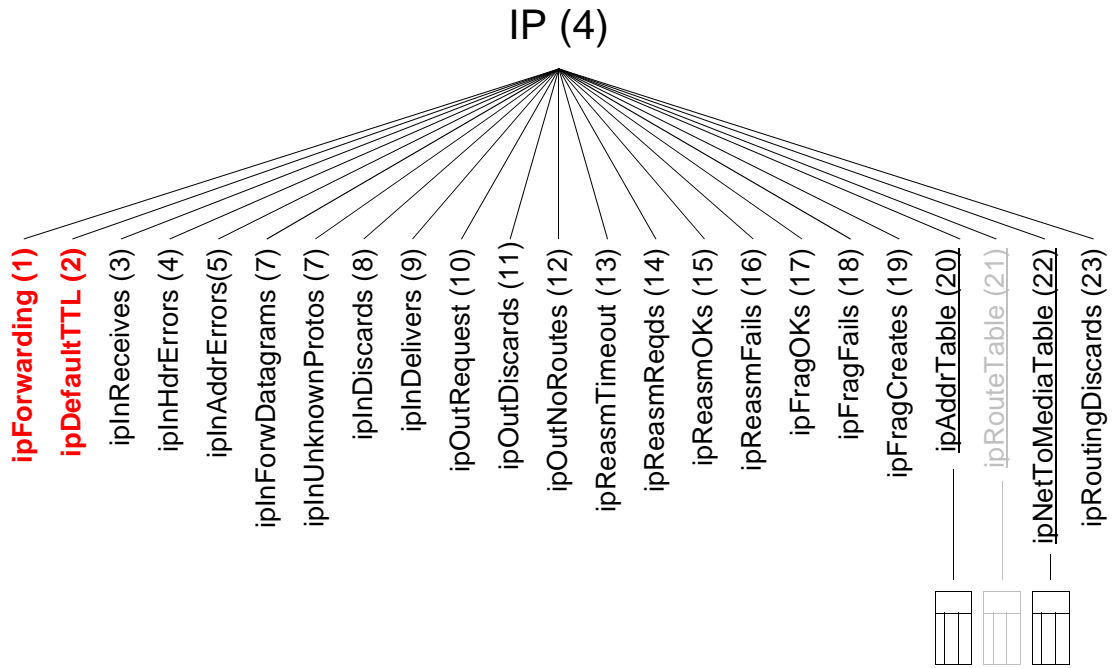 IP (4)
ipForwarding (1)
ipDefaultTTL (2)
ipInReceives (3)
ipInHdrErrors (4)
ipInAddrErrors(5)
ipInForwDatagrams (7)
ipInUnknownProtos (7)
ipInDiscards (8)
ipInDelivers (9)
ipOutRequest (10)
ipOutDiscards (11)
ipOutNoRoutes (12)
ipReasmTimeout (13)
ipReasmReqds (14)
ipReasmOKs (15)
ipReasmFails (16)
ipFragOKs (17)
ipFragFails (18)
ipFragCreates (19)
ipAddrTable (20)
ipRouteTable (21)
ipNetToMediaTable (22)
ipRoutingDiscards (23)